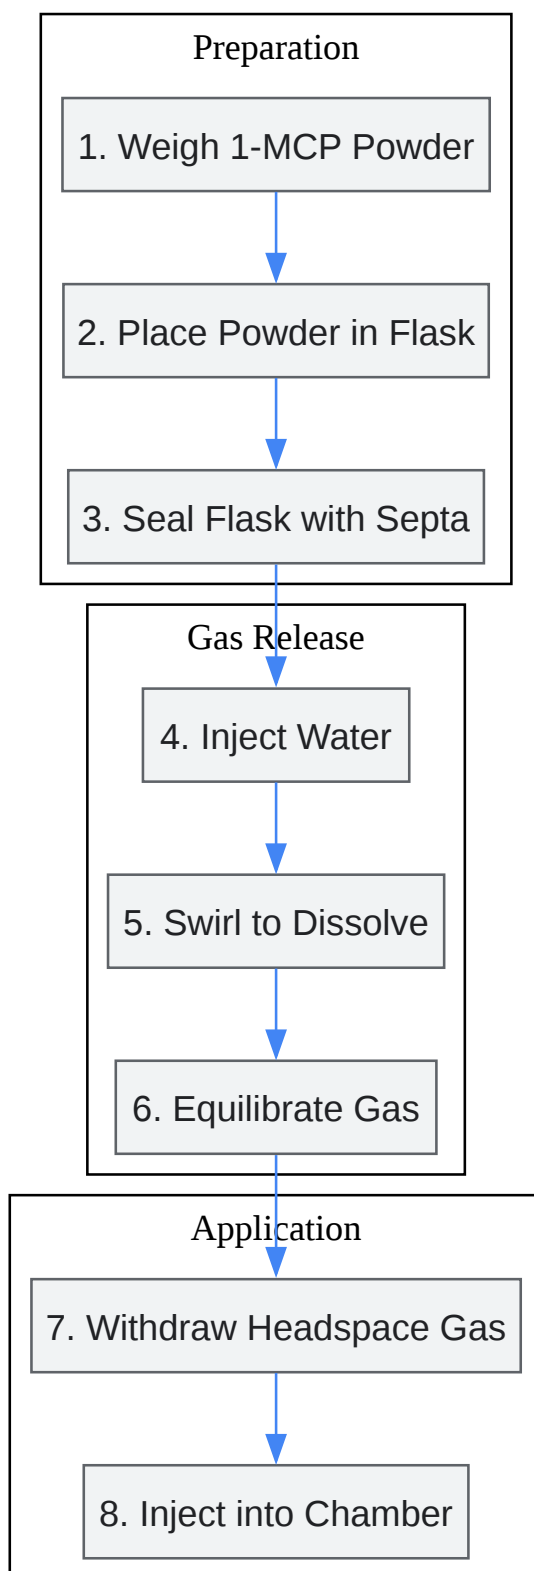 Preparation
1. Weigh 1-MCP Powder
2. Place Powder in Flask
3. Seal Flask with Septa
Gas Release
4. Inject Water
5. Swirl to Dissolve
6. Equilibrate Gas
Application
7. Withdraw Headspace Gas
8. Inject into Chamber